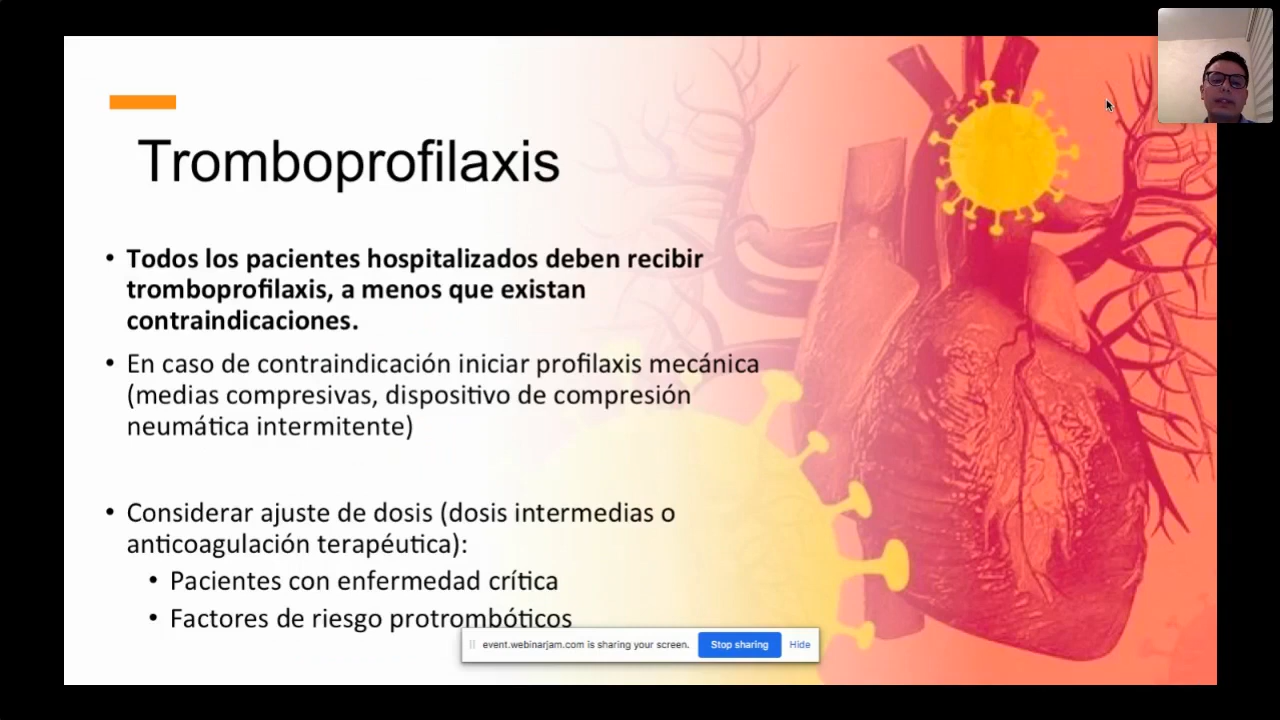 Tromboprofilaxis
• Todos los pacientes hospitalizados deben recibir
tromboprofilaxis, a menos que existan
contraindicaciones.
• En caso de contraindicación iniciar profilaxis mecánica
(medias compresivas, dispositivo de compresión
neumática intermitente)
• Considerar ajuste de dosis (dosis intermedias o
anticoagulación terapéutica):
• Pacientes con enfermedad crítica
• Factores de riesgo protrombóticos
event.webinarjam.com is sharing your screen. Stop sharing Hide